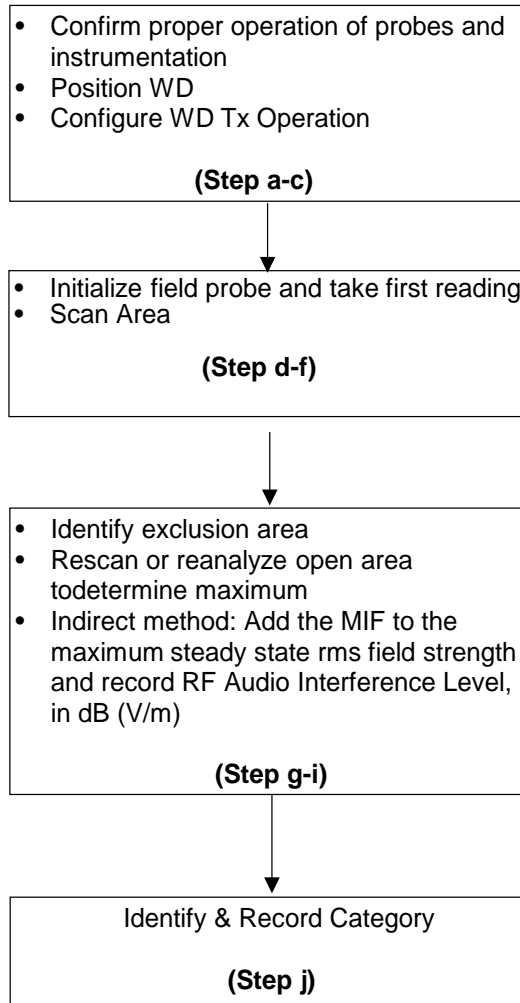 • Confirm proper operation of probes and
instrumentation
• Position WD
• Configure WD Tx Operation
(Step a-c)
• Initialize field probe and take first reading
• Scan Area
(Step d-f)
• Identify exclusion area
• Rescan or reanalyze open area
todetermine maximum
• Indirect method: Add the MIF to the
maximum steady state rms field strength
and record RF Audio Interference Level,
in dB (V/m)
(Step g-i)
Identify & Record Category
(Step j)